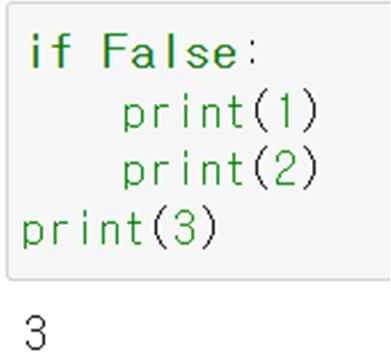 if False:
    print(1)
    print(2)
print(3)
3